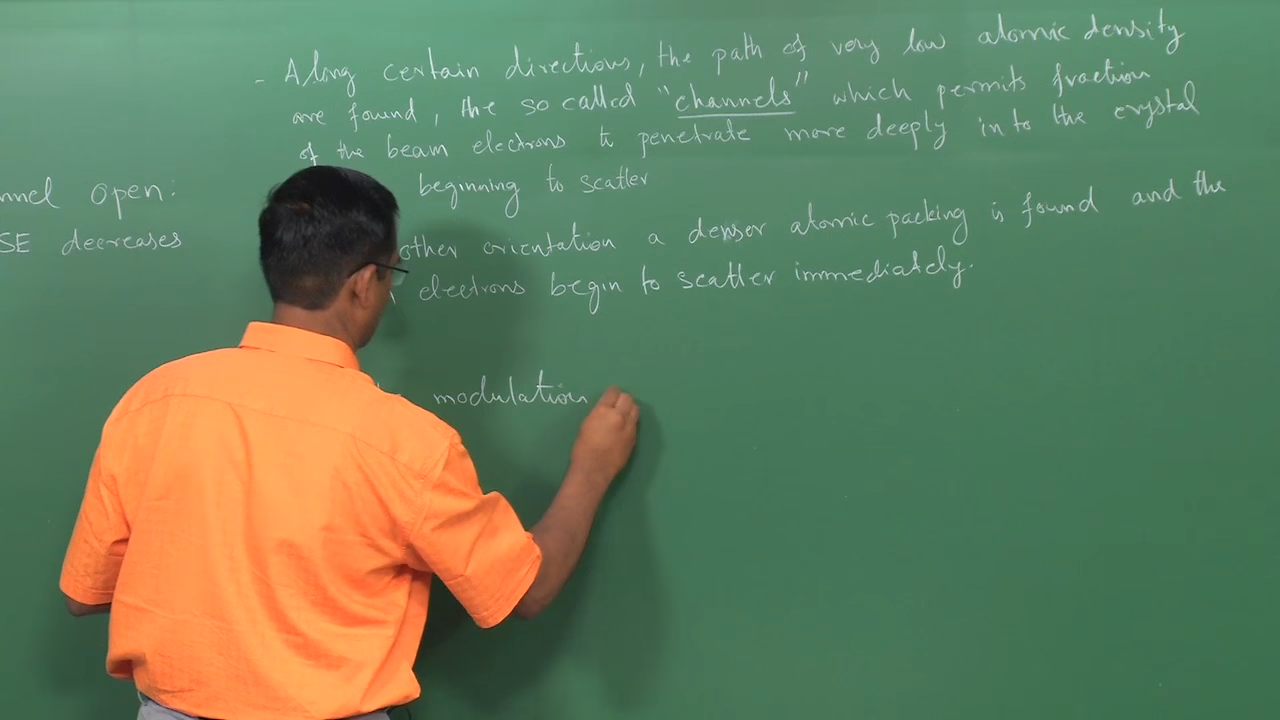 - Along certain directions, the path of very low atomic density
are found, the so called "channels" which permits fraction
of the beam electrons to penetrate more deeply into the crystal
beginning to scatter
other orientation a denser atomic packing is found and the
electrons begin to scatter immediately.
modulation
nnel open:
SE decreases